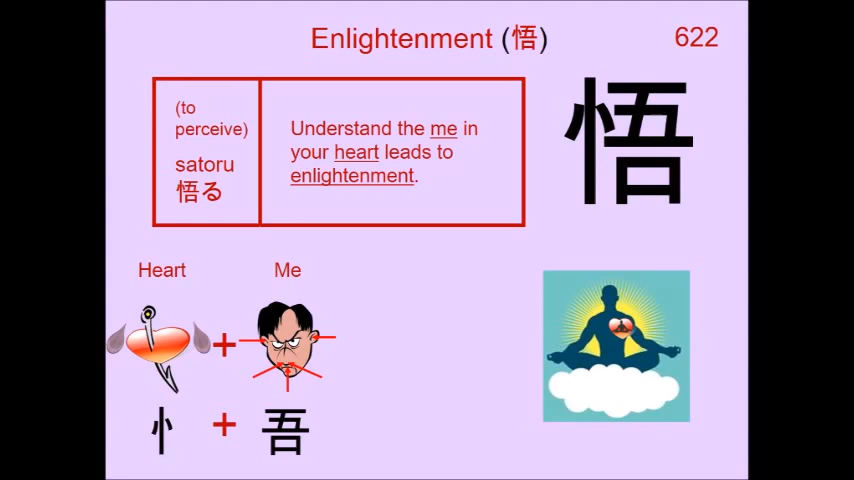 Enlightenment (悟)
622
(to
perceive)
satoru
悟る
Understand the me in
your heart leads to
enlightenment.
悟
Heart
Me
+
忄 + 吾